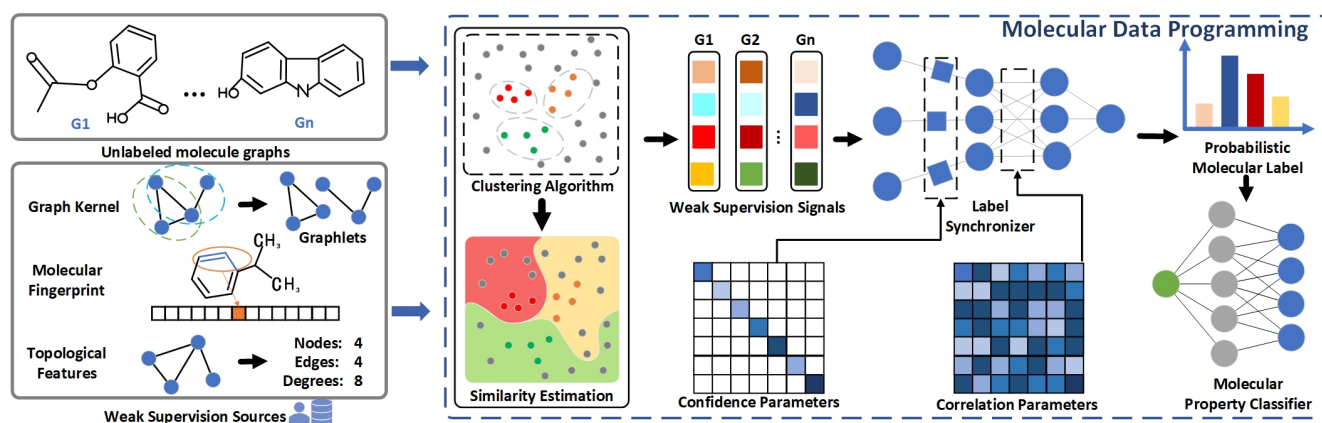 G1
HO
...
HO
N
Gn
Unlabeled molecule graphs
Graph Kernel
Graphlets
Molecular
Fingerprint
CH₃
CH₃
Topological
Features
Nodes: 4
Edges: 4
Degrees: 8
Weak Supervision Sources
Molecular Data Programming
Clustering Algorithm
Similarity Estimation
G1 G2 Gn
Weak Supervision Signals
Label
Synchronizer
Confidence Parameters
Correlation Parameters
Probabilistic
Molecular Label
Molecular
Property Classifier